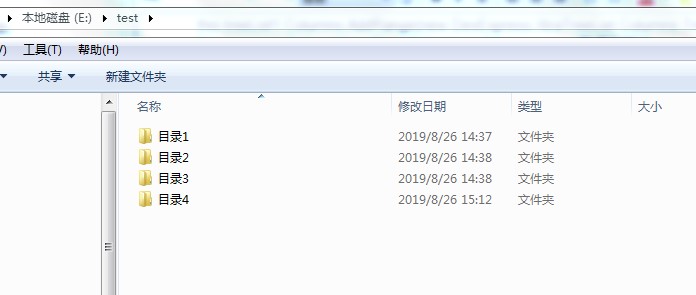 本地磁盘 (E:) test
) 工具(T) 帮助(H)
共享 新建文件夹
名称 修改日期 类型 大小
目录1 2019/8/26 14:37 文件夹
目录2 2019/8/26 14:38 文件夹
目录3 2019/8/26 14:38 文件夹
目录4 2019/8/26 15:12 文件夹